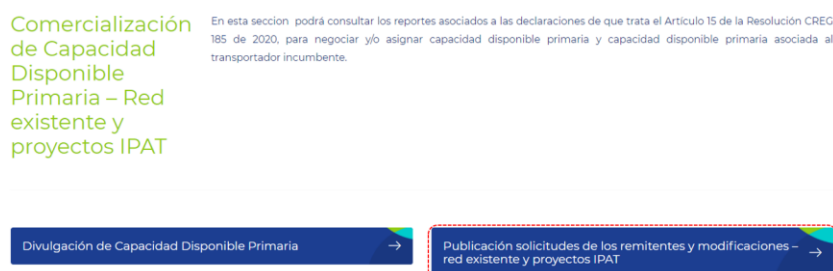 Comercialización
de Capacidad
Disponible
Primaria – Red
existente y
proyectos IPAT
En esta seccion podrá consultar los reportes asociados a las declaraciones de que trata el Artículo 15 de la Resolución CREG
185 de 2020, para negociar y/o asignar capacidad disponible primaria y capacidad disponible primaria asociada al
transportador incumbente.
Divulgación de Capacidad Disponible Primaria
Publicación solicitudes de los remitentes y modificaciones –
red existente y proyectos IPAT